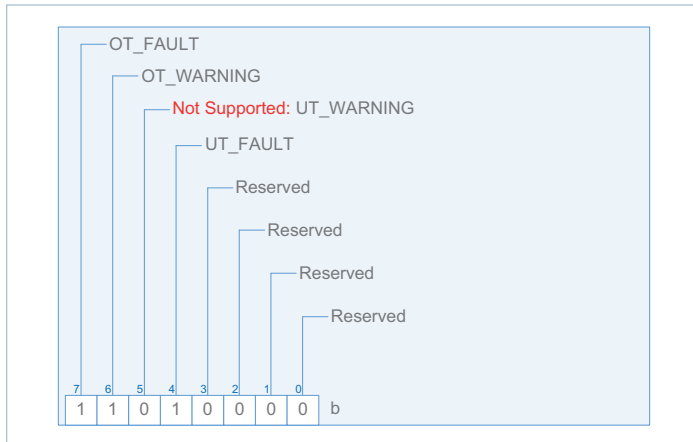 OT_FAULT
OT_WARNING
Not Supported: UT_WARNING
UT_FAULT
Reserved
Reserved
Reserved
Reserved
7 6 5 4 3 2 1 0
1 1 0 1 0 0 0 0 b